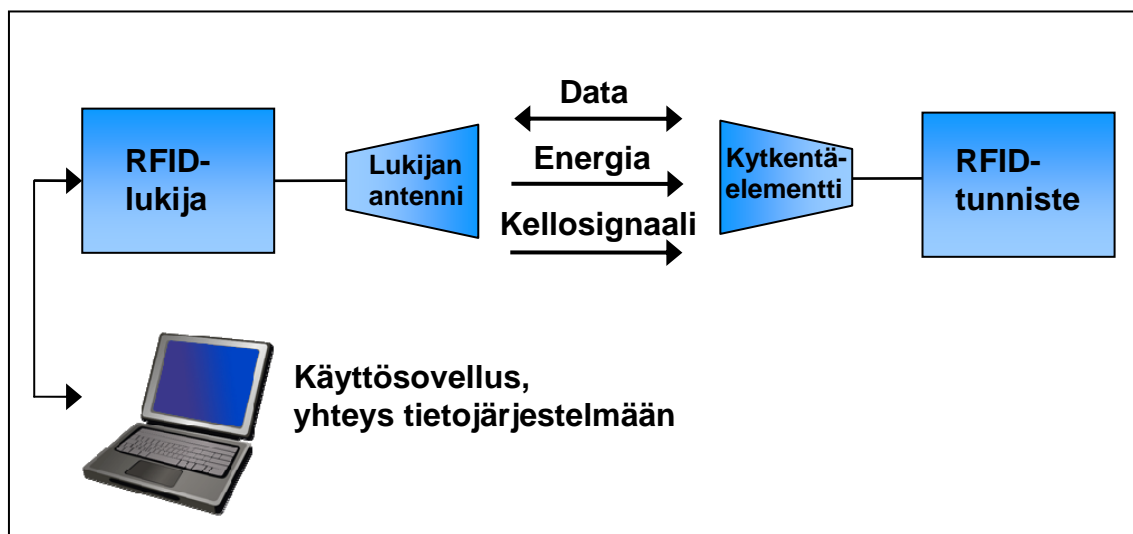 RFID-
lukija
Lukijan
antenni
Data
Energia
Kellosignaali
Kytkentä-
elementti
RFID-
tunniste
Käyttösovellus,
yhteys tietojärjestelmään